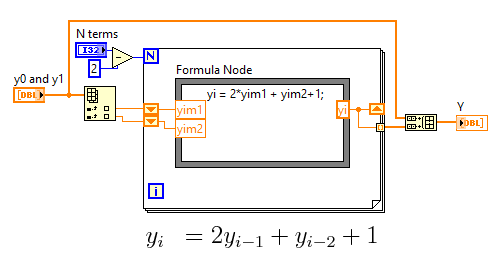 N terms
I32
2
N
y0 and y1
DBL
Formula Node
yi = 2*yim1 + yim2+1;
yim1
yim2
yi
i
Y
DBL
y_i = 2y_{i-1} + y_{i-2} + 1